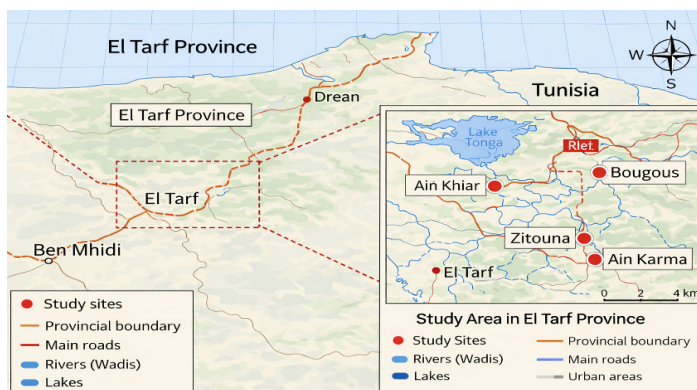 El Tarf Province
N
W
E
S
Tunisia
Drean
El Tarf Province
El Tarf
Ben Mhidi
Study sites
Provincial boundary
Main roads
Rivers (Wadis)
Lakes
Lake
Tonga
Rlef
Aiń Khiar
Bougous
Zitouna
Ain Karma
El Tarf
0 2 4 km
Study Area in El Tarf Province
Study Sites
Rivers (Wadis)
Lakes
Provincial boundary
Main roads
Urban areas